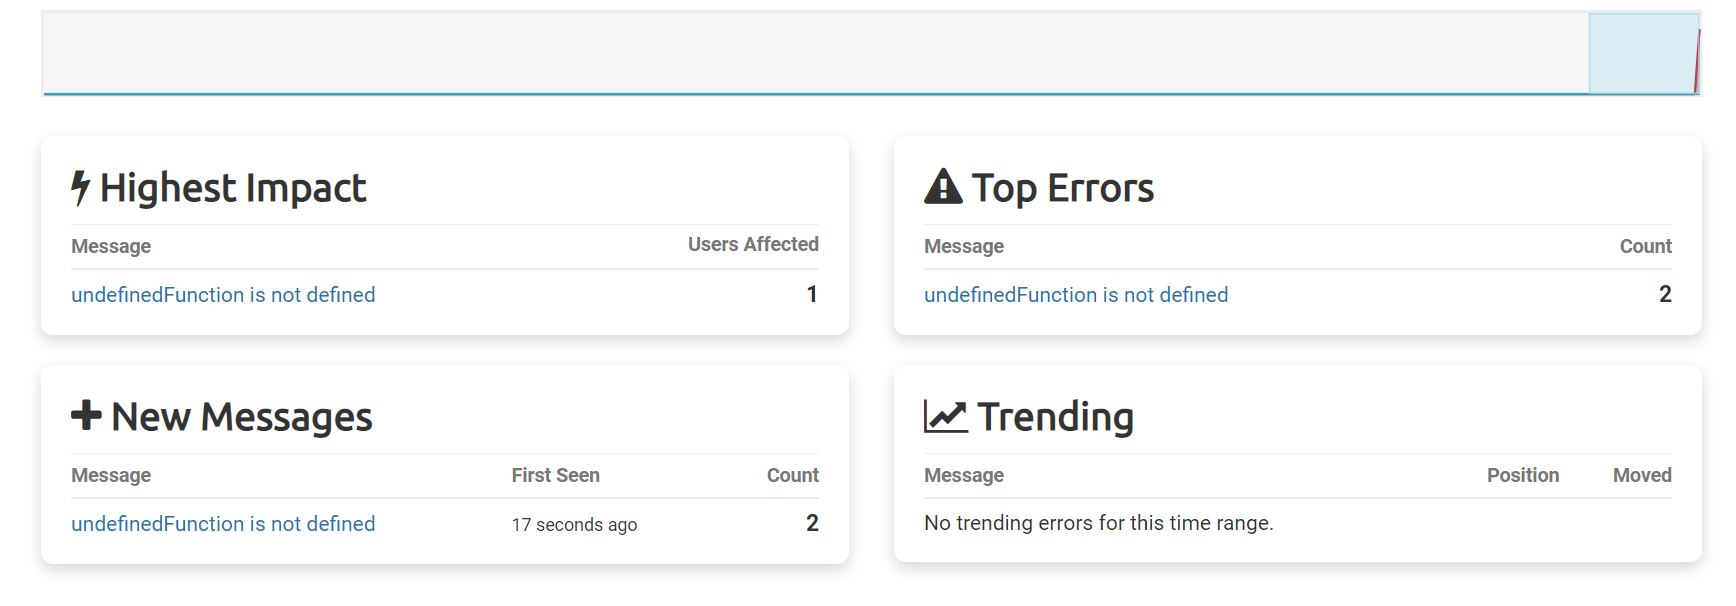 Highest Impact
Message Users Affected
undefinedFunction is not defined 1
Top Errors
Message Count
undefinedFunction is not defined 2
New Messages
Message First Seen Count
undefinedFunction is not defined 17 seconds ago 2
Trending
Message Position Moved
No trending errors for this time range.